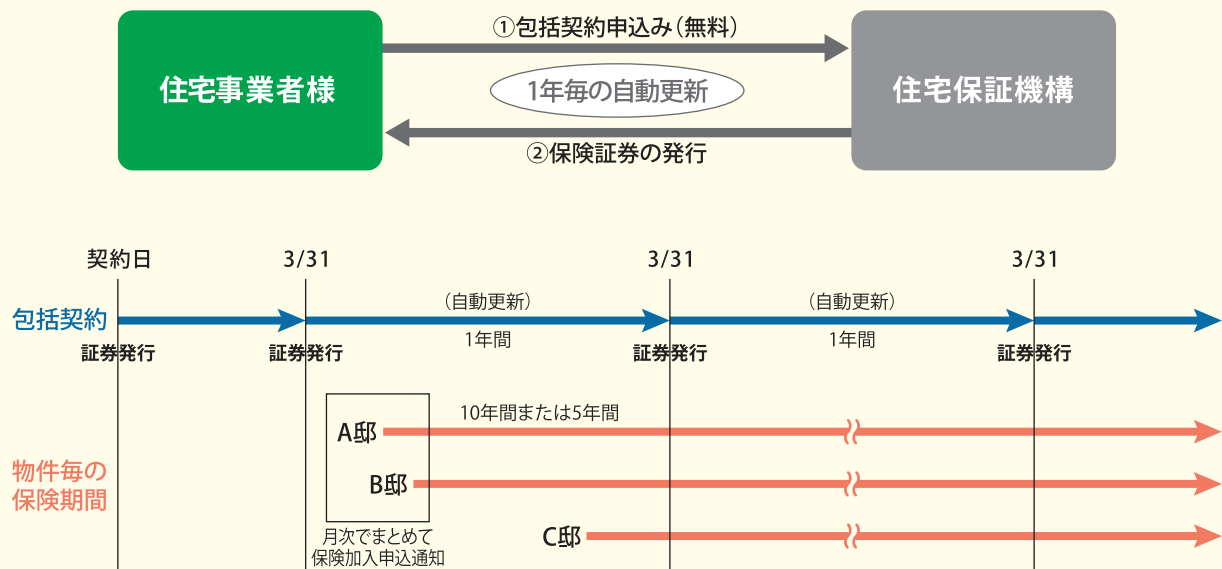 ①包括契約申込み（無料）
住宅事業者様
1年毎の自動更新
住宅保証機構
②保険証券の発行
契約日
3/31
3/31
3/31
包括契約
（自動更新）
（自動更新）
1年間
1年間
証券発行
証券発行
証券発行
証券発行
10年間または5年間
A邸
物件毎の
保険期間
B邸
C邸
月次でまとめて
保険加入申込通知